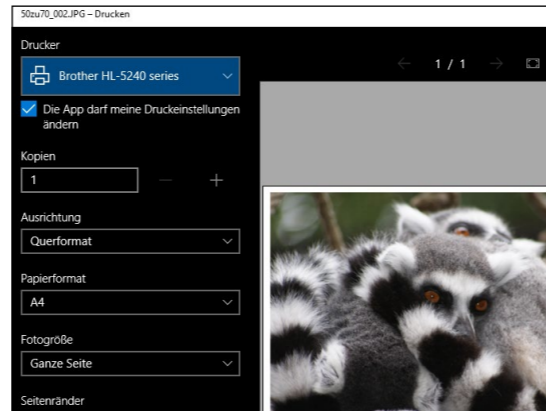 50zu70_002.JPG – Drucken
Drucker
Brother HL-5240 series
1 / 1
Die App darf meine Druckeinstellungen
ändern
Kopien
1
Ausrichtung
Querformat
Papierformat
A4
Fotogröße
Ganze Seite
Seitenränder